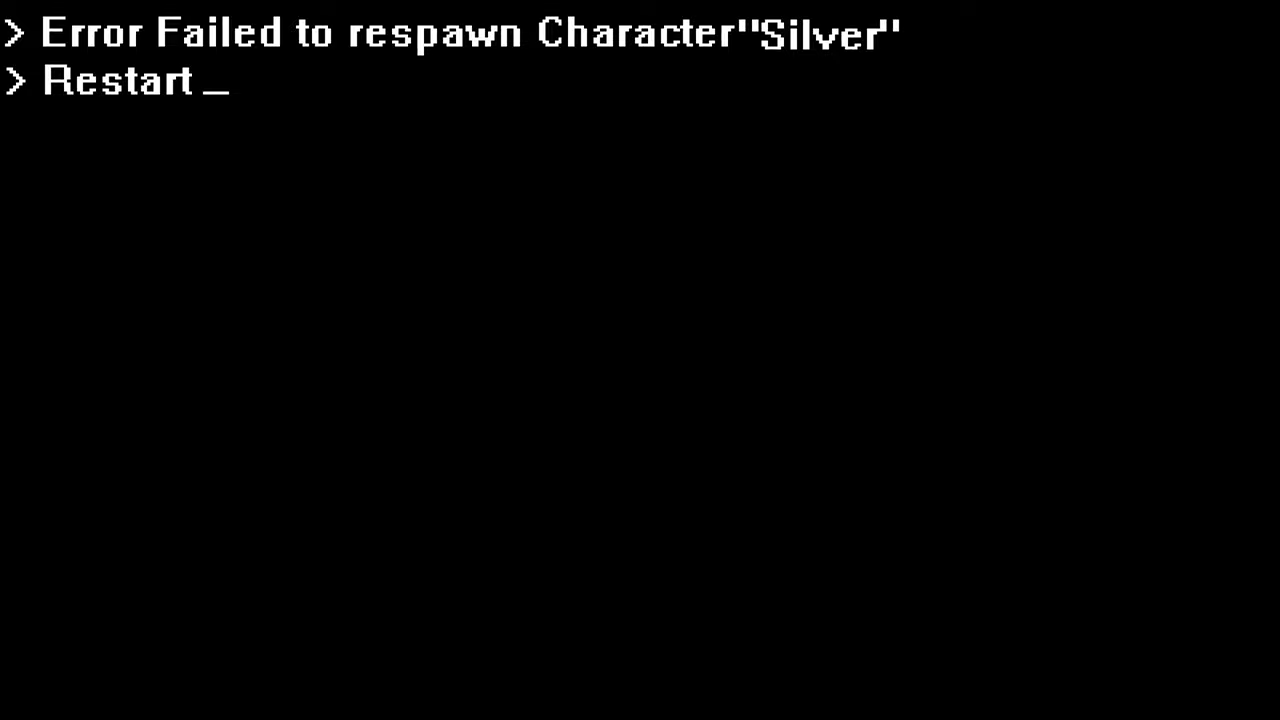 > Error Failed to respawn Character"Silver"
> Restart _